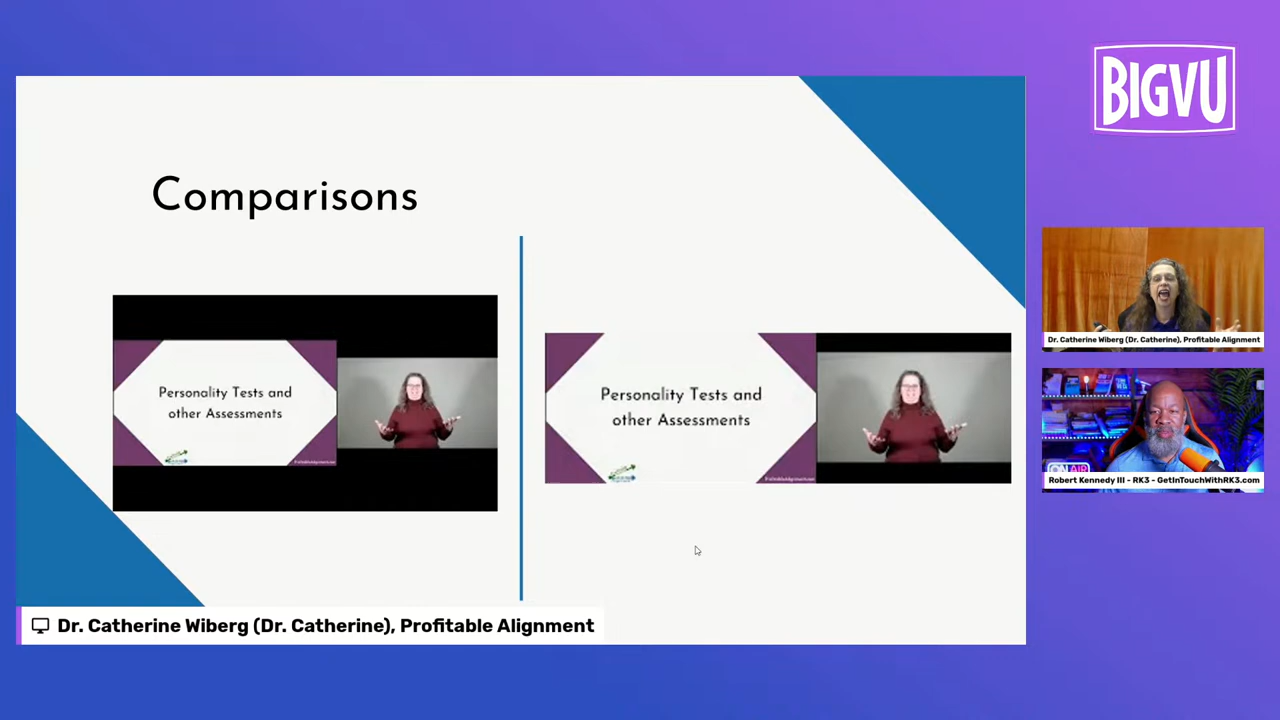 BIGVU
Comparisons
Personality Tests and
other Assessments
Personality Tests and
other Assessments
Dr. Catherine Wiberg (Dr. Catherine), Profitable Alignment
ON AIR
Robert Kennedy III - RK3 - GetInTouchWithRK3.com
Dr. Catherine Wiberg (Dr. Catherine), Profitable Alignment